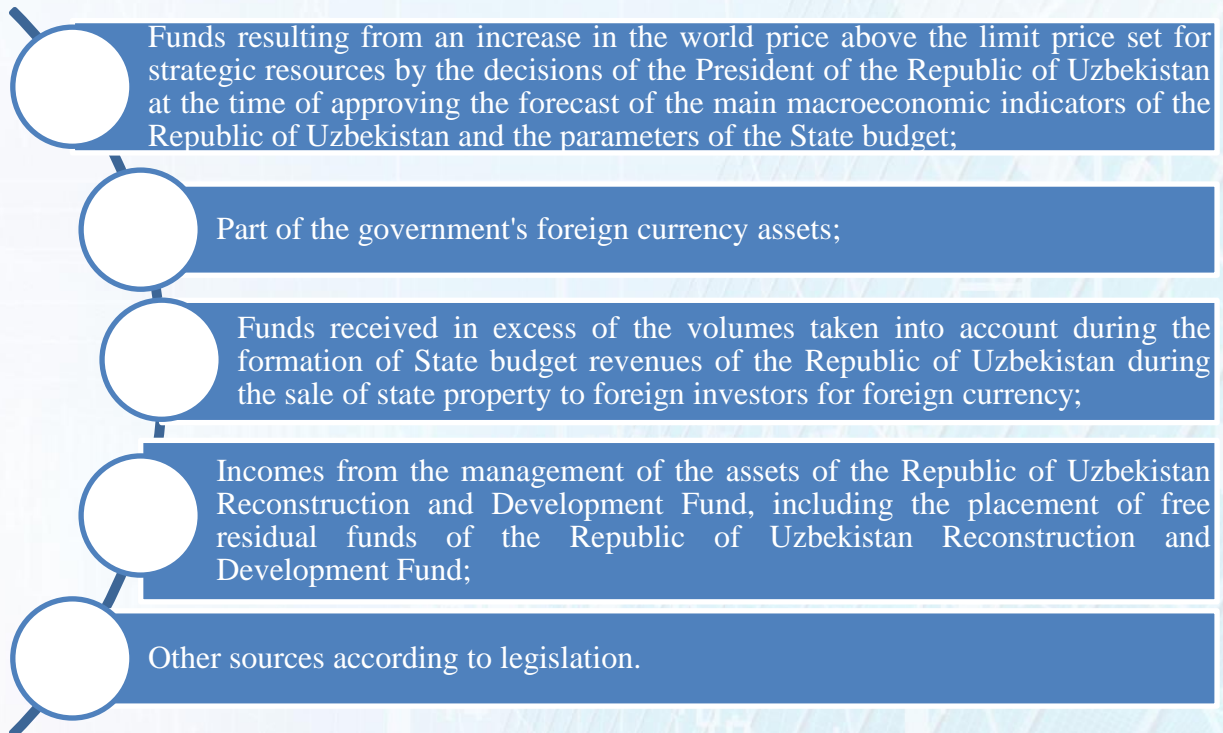 Funds resulting from an increase in the world price above the limit price set for
strategic resources by the decisions of the President of the Republic of Uzbekistan
at the time of approving the forecast of the main macroeconomic indicators of the
Republic of Uzbekistan and the parameters of the State budget;
Part of the government's foreign currency assets;
Funds received in excess of the volumes taken into account during the
formation of State budget revenues of the Republic of Uzbekistan during
the sale of state property to foreign investors for foreign currency;
Incomes from the management of the assets of the Republic of Uzbekistan
Reconstruction and Development Fund, including the placement of free
residual funds of the Republic of Uzbekistan Reconstruction and
Development Fund;
Other sources according to legislation.